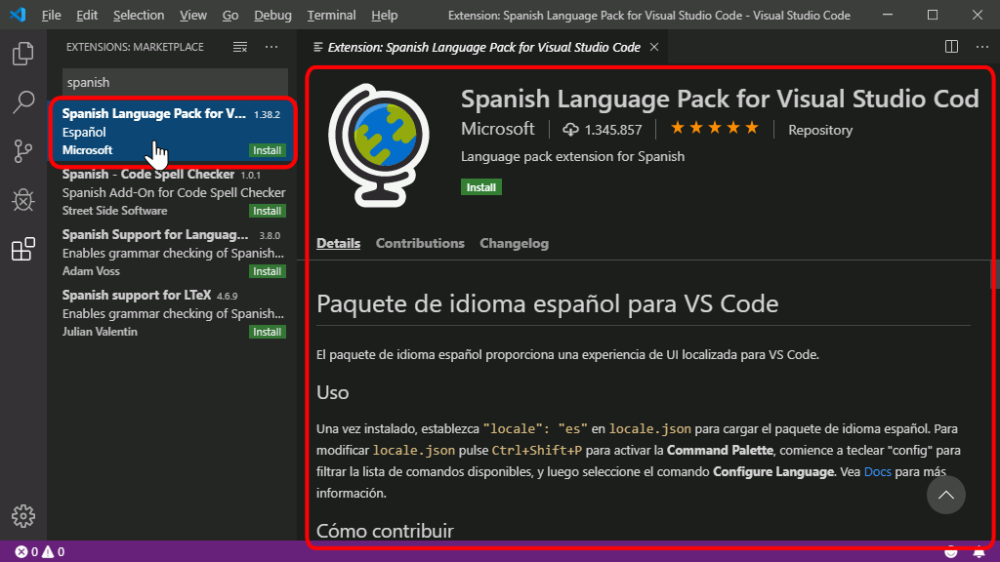 File Edit Selection View Go Debug Terminal Help Extension: Spanish Language Pack for Visual Studio Code - Visual Studio Code
EXTENSIONS: MARKETPLACE
Extension: Spanish Language Pack for Visual Studio Code
spanish
Spanish Language Pack for V... 1.38.2
Español
Microsoft Install
Spanish - Code Spell Checker 1.0.1
Spanish Add-On for Code Spell Checker
Street Side Software Install
Spanish Support for Languag... 3.8.0
Enables grammar checking of Spanish...
Adam Voss Install
Spanish support for LTeX 4.6.9
Enables grammar checking of Spanish...
Julian Valentin Install
Spanish Language Pack for Visual Studio Cod
Microsoft 1.345.857 Repository
Language pack extension for Spanish
Install
Details Contributions Changelog
Paquete de idioma español para VS Code
El paquete de idioma español proporciona una experiencia de UI localizada para VS Code.
Uso
Una vez instalado, establezca "locale": "es" en locale.json para cargar el paquete de idioma español. Para
modificar locale.json pulse Ctrl+Shift+P para activar la Command Palette, comience a teclear "config" para
filtrar la lista de comandos disponibles, y luego seleccione el comando Configure Language. Vea Docs para más
información.
Cómo contribuir
0 0